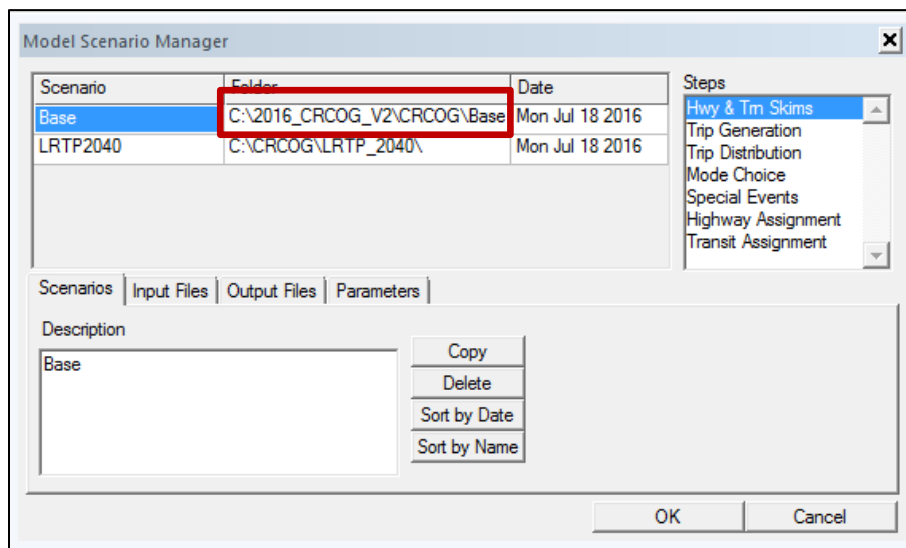 Model Scenario Manager
Scenario Folder Date
Base C:\2016_CRCOG_V2\CRCOG\Base Mon Jul 18 2016
LRTP2040 C:\CRCOG\LRTP_2040\ Mon Jul 18 2016
Steps
Hwy & Trn Skims
Trip Generation
Trip Distribution
Mode Choice
Special Events
Highway Assignment
Transit Assignment
Scenarios Input Files Output Files Parameters
Description
Base
Copy
Delete
Sort by Date
Sort by Name
OK Cancel